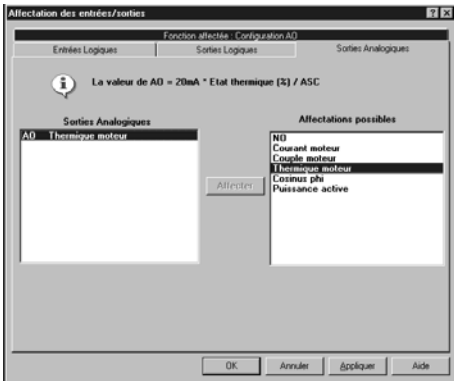 Affectation des entrées/sorties
Fonction affectée : Configuration AO
Entrées Logiques
Sorties Logiques
Sorties Analogiques
La valeur de AO = 20mA * Etat thermique (%) / ASC
Sorties Analogiques
AO Thermique moteur
Affecter
Affectations possibles
NO
Courant moteur
Couple moteur
Thermique moteur
Cosinus phi
Puissance active
OK
Annuler
Appliquer
Aide